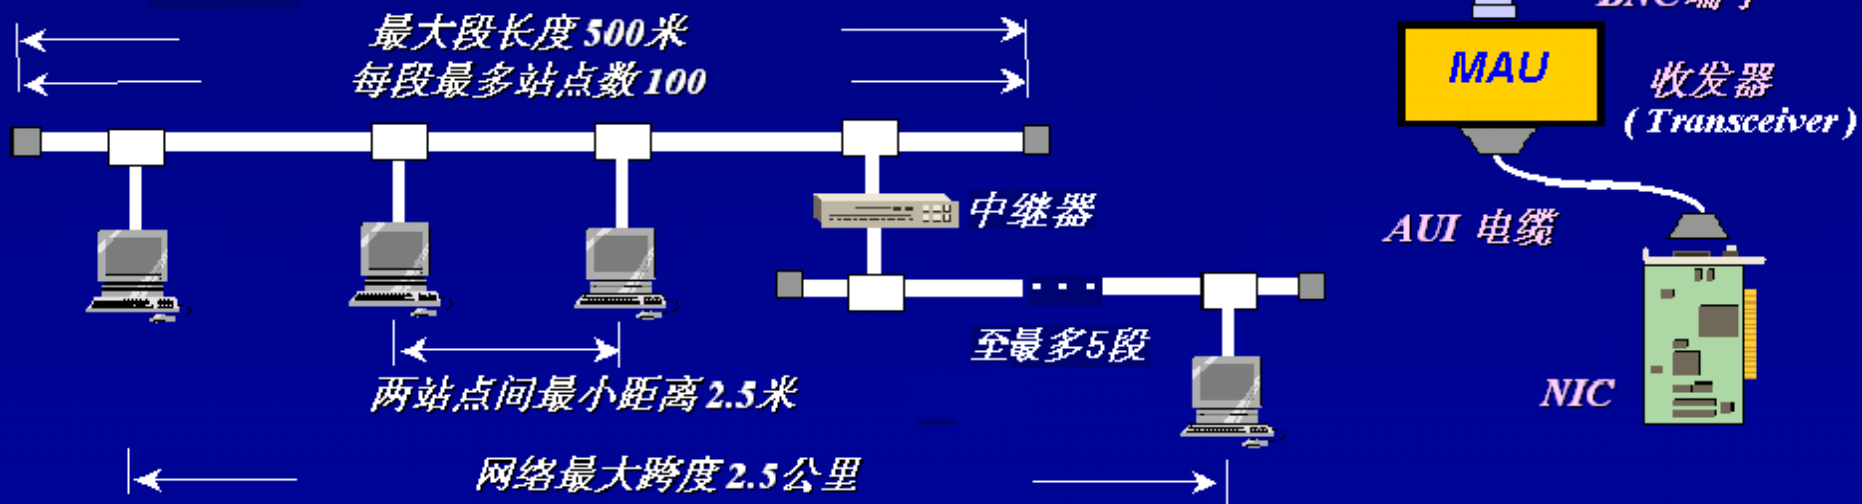 最大段长度500米
每段最多站点数100
中继器
至最多5段
两站点间最小距离2.5米
网络最大跨度2.5公里
MAU
收发器
(Transceiver)
AUI 电缆
NIC